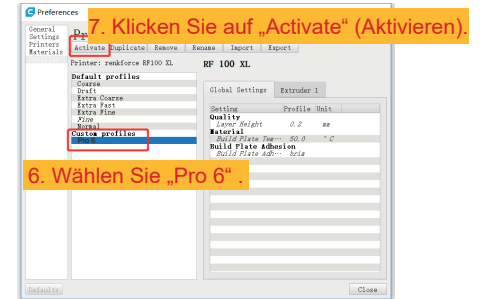 Preferences
General
Settings
Printers
Materials
7. Klicken Sie auf „Activate“ (Aktivieren).
Activate Duplicate Remove Rename Import Export
Printer: renkforce RF100 XL
RF 100 XL
Default profiles
Coarse
Draft
Extra Coarse
Extra Fast
Extra Fine
Fine
Normal
Custom profiles
Pro 6
Global Settings Extruder 1
Setting Profile Unit
Quality
Layer Height 0.2 mm
Material
Build Plate Tem··· 50.0 °C
Build Plate Adhesion
Build Plate Adh··· brim
6. Wählen Sie „Pro 6“ .
Defaults
Close